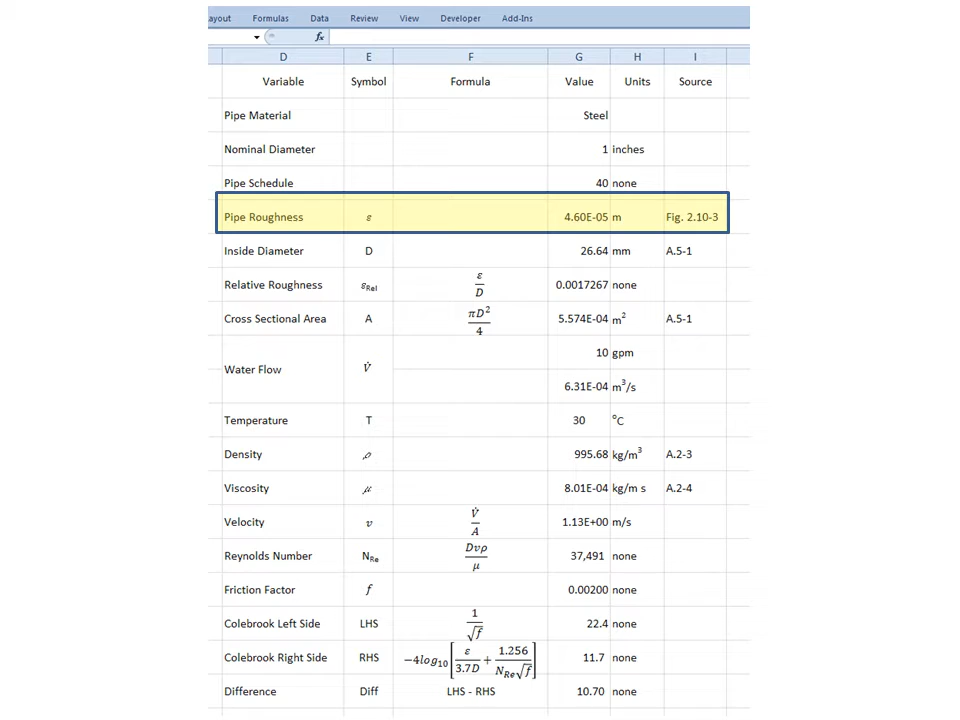 ayout Formulas Data Review View Developer Add-Ins
fx
D E F G H I
Variable Symbol Formula Value Units Source
Pipe Material Steel
Nominal Diameter 1 inches
Pipe Schedule 40 none
Pipe Roughness ε 4.60E-05 m Fig. 2.10-3
Inside Diameter D 26.64 mm A.5-1
Relative Roughness εRel ε/D 0.0017267 none
Cross Sectional Area A πD²/4 5.574E-04 m² A.5-1
Water Flow V̇ 10 gpm
6.31E-04 m³/s
Temperature T 30 °C
Density ρ 995.68 kg/m³ A.2-3
Viscosity μ 8.01E-04 kg/m s A.2-4
Velocity v V̇/A 1.13E+00 m/s
Reynolds Number NRe Dvρ/μ 37,491 none
Friction Factor f 0.00200 none
Colebrook Left Side LHS 1/√f 22.4 none
Colebrook Right Side RHS −4log₁₀[ε/3.7D + 1.256/NRe√f] 11.7 none
Difference Diff LHS - RHS 10.70 none